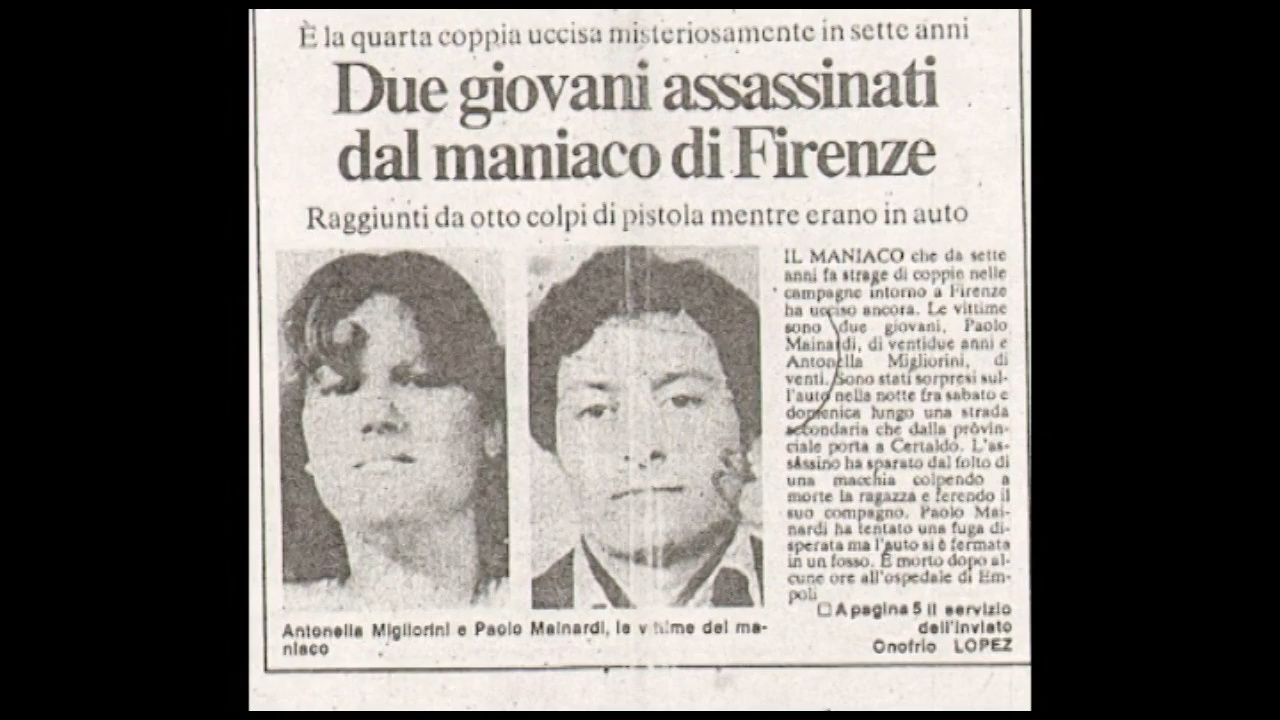 È la quarta coppia uccisa misteriosamente in sette anni
Due giovani assassinati
dal maniaco di Firenze
Raggiunti da otto colpi di pistola mentre erano in auto
IL MANIACO che da sette
anni fa strage di coppie nelle
campagne intorno a Firenze
ha ucciso ancora. Le vittime
sono due giovani, Paolo
Mainardi, di ventidue anni e
Antonella Migliorini, di
venti. Sono stati sorpresi sul-
l'auto nella notte fra sabato e
domenica lungo una strada
secondaria che dalla provin-
ciale porta a Certaldo. L'as-
sassino ha sparato dal folto di
una macchia colpendo a
morte la ragazza e ferendo il
suo compagno. Paolo Mai-
nardi ha tentato una fuga di-
sperata ma l'auto si è fermata
in un fosso. È morto dopo al-
cune ore all'ospedale di Em-
poli
□ A pagina 5 il servizio
dell'inviato
Onofrio LOPEZ
Antonella Migliorini e Paolo Mainardi, le vittime del ma-
niaco